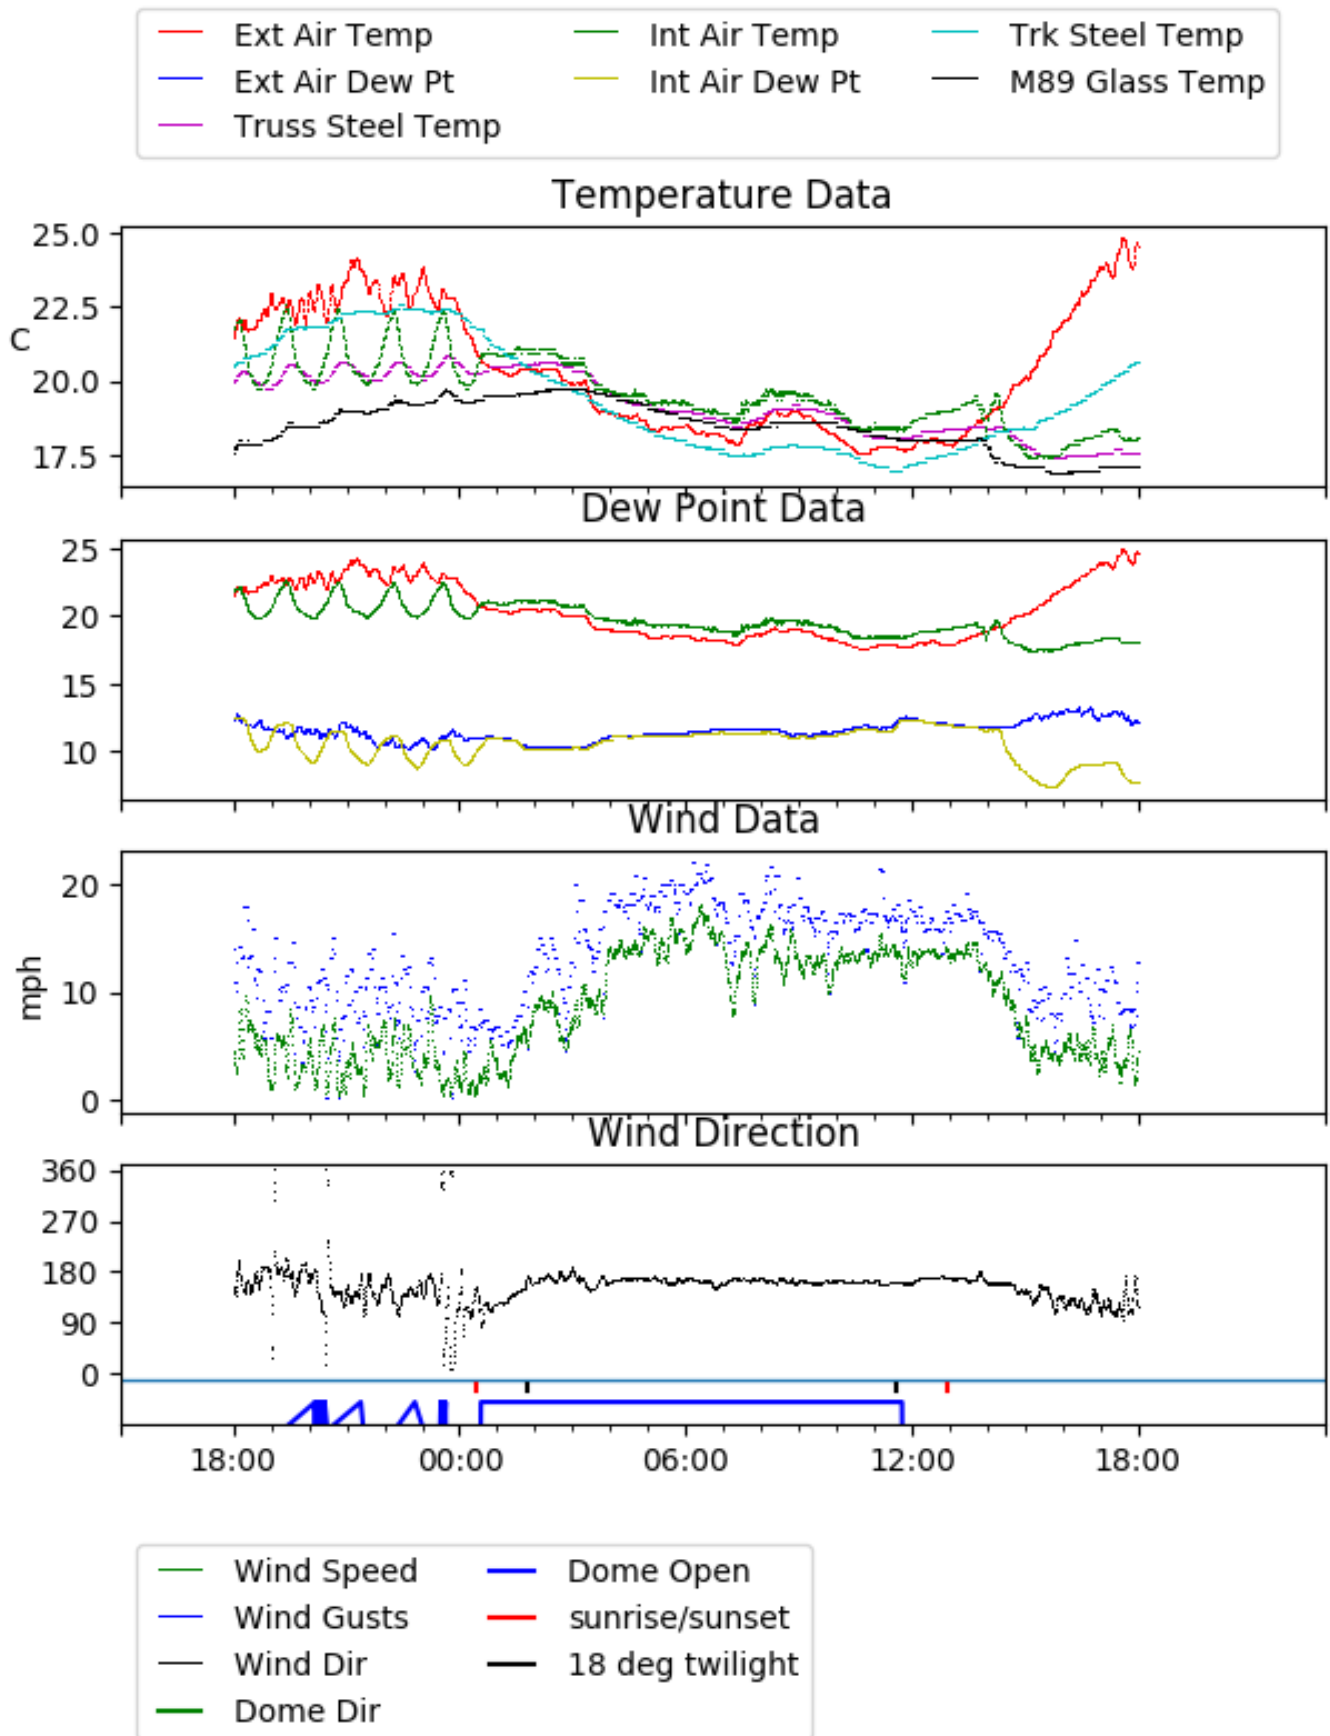 Ext Air Temp Int Air Temp Trk Steel Temp
Ext Air Dew Pt Int Air Dew Pt M89 Glass Temp
Truss Steel Temp
Temperature Data
25.0
22.5
C
20.0
17.5
Dew Point Data
25
20
15
10
Wind Data
20
mph
10
0
Wind Direction
360
270
180
90
0
18:00 00:00 06:00 12:00 18:00
Wind Speed Dome Open
Wind Gusts sunrise/sunset
Wind Dir 18 deg twilight
Dome Dir